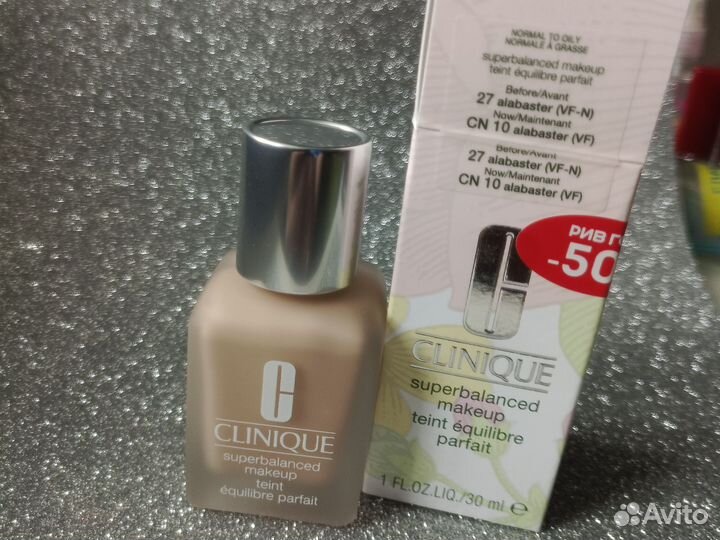 NORMAL TO OILY
NORMALE À GRASSE
superbalanced makeup
teint équilibre parfait
Before/Avant
27 alabaster (VF-N)
Now/Maintenant
CN 10 alabaster (VF)
Before/Avant
27 alabaster (VF-N)
Now/Maintenant
CN 10 alabaster (VF)
РИВ Г
-50
CLINIQUE
superbalanced
makeup
teint équilibre
parfait
1 FL.OZ.LIQ./30 ml ℮
C
CLINIQUE
superbalanced
makeup
teint
équilibre parfait
Avito